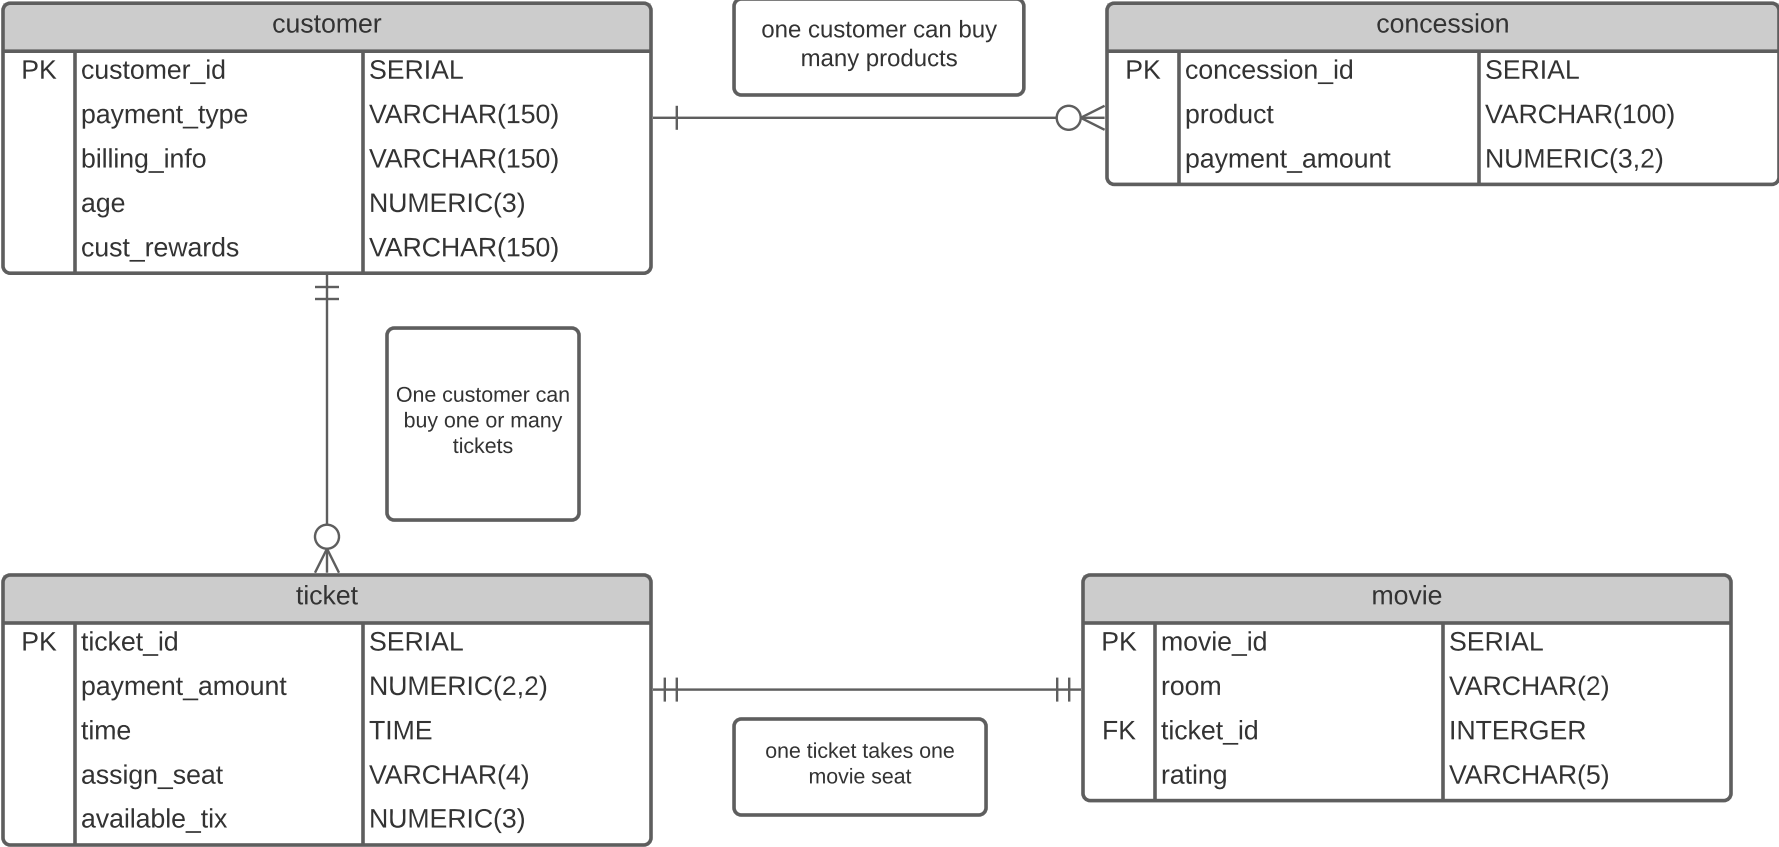 customer
PK customer_id SERIAL
payment_type VARCHAR(150)
billing_info VARCHAR(150)
age NUMERIC(3)
cust_rewards VARCHAR(150)
one customer can buy
many products
concession
PK concession_id SERIAL
product VARCHAR(100)
payment_amount NUMERIC(3,2)
One customer can
buy one or many
tickets
ticket
PK ticket_id SERIAL
payment_amount NUMERIC(2,2)
time TIME
assign_seat VARCHAR(4)
available_tix NUMERIC(3)
one ticket takes one
movie seat
movie
PK movie_id SERIAL
room VARCHAR(2)
FK ticket_id INTERGER
rating VARCHAR(5)